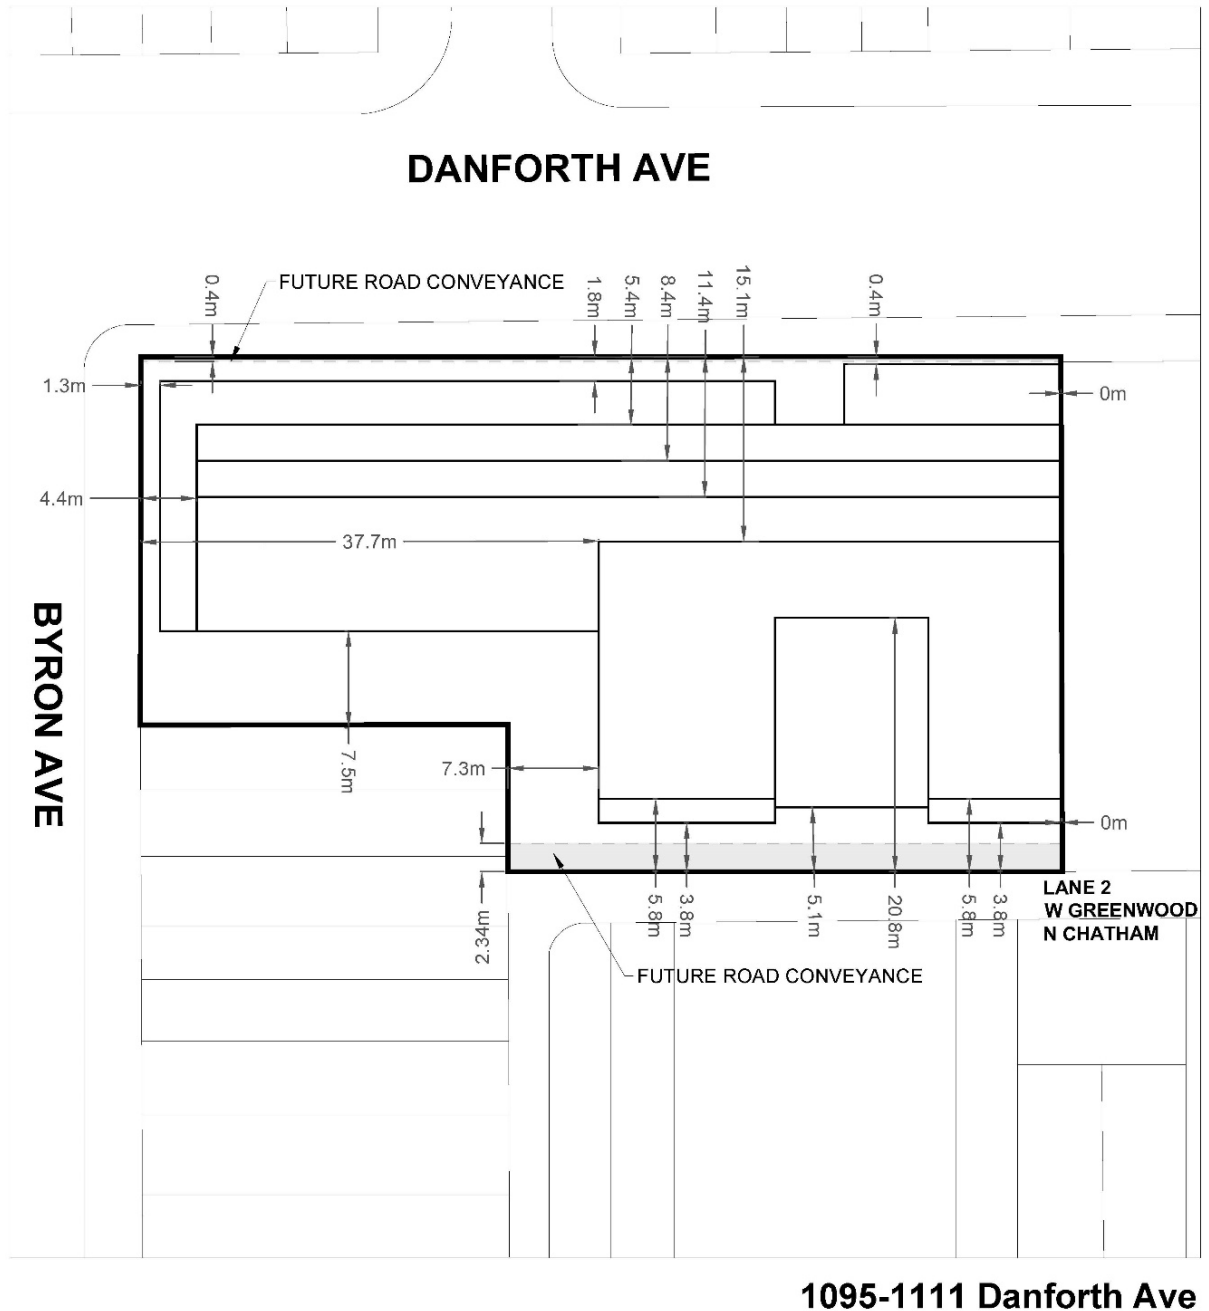 DANFORTH AVE
0.4m
FUTURE ROAD CONVEYANCE
1.8m
5.4m
8.4m
11.4m
15.1m
0.4m
1.3m
0m
4.4m
37.7m
BYRON AVE
7.5m
7.3m
0m
2.34m
5.8m
3.8m
5.1m
20.8m
5.8m
3.8m
LANE 2
W GREENWOOD
N CHATHAM
FUTURE ROAD CONVEYANCE
1095-1111 Danforth Ave